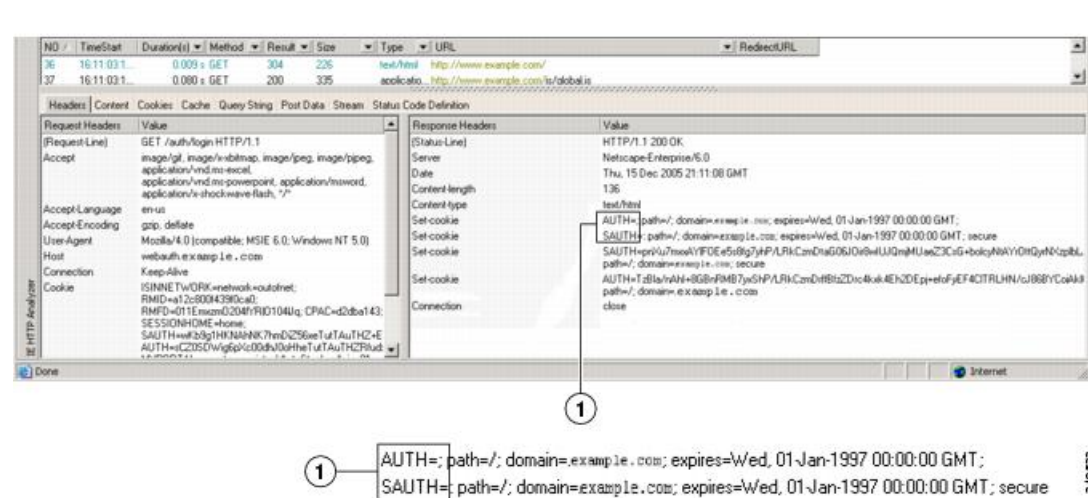 NO / TimeStart Duration(s) Method Result Size Type URL RedirectURL
36 16:11:03:1... 0.009 s GET 304 226 text/html http://www.example.com/
37 16:11:03:1... 0.080 s GET 200 335 applicatio... http://www.example.com/js/global.js
Headers Content Cookies Cache Query String Post Data Stream Status Code Definition
Request Headers Value
(Request-Line) GET /auth/login HTTP/1.1
Accept image/gif, image/x-xbitmap, image/jpeg, image/pjpeg,
application/vnd.ms-excel,
application/vnd.ms-powerpoint, application/msword,
application/x-shockwave-flash, */*
Accept-Language en-us
Accept-Encoding gzip, deflate
User-Agent Mozilla/4.0 (compatible; MSIE 6.0; Windows NT 5.0)
Host webauth.example.com
Connection Keep-Alive
Cookie ISINNETWORK=network=outofnet;
SESSIONHOME=home;
Response Headers Value
(Status-Line) HTTP/1.1 200 OK
Server Netscape-Enterprise/6.0
Date Thu, 15 Dec 2005 21:11:08 GMT
Content-length 136
Content-type text/html
Set-cookie AUTH=; path=/; domain=example.com; expires=Wed, 01-Jan-1997 00:00:00 GMT;
Set-cookie SAUTH=; path=/; domain=example.com; expires=Wed, 01-Jan-1997 00:00:00 GMT; secure
Set-cookie
path=/; domain=example.com; secure
Set-cookie
path=/; domain=example.com
Connection close
IE HTTP Analyzer
Done Internet
1
1 AUTH=; path=/; domain=.example.com; expires=Wed, 01-Jan-1997 00:00:00 GMT;
SAUTH=; path=/; domain=example.com; expires=Wed, 01-Jan-1997 00:00:00 GMT; secure